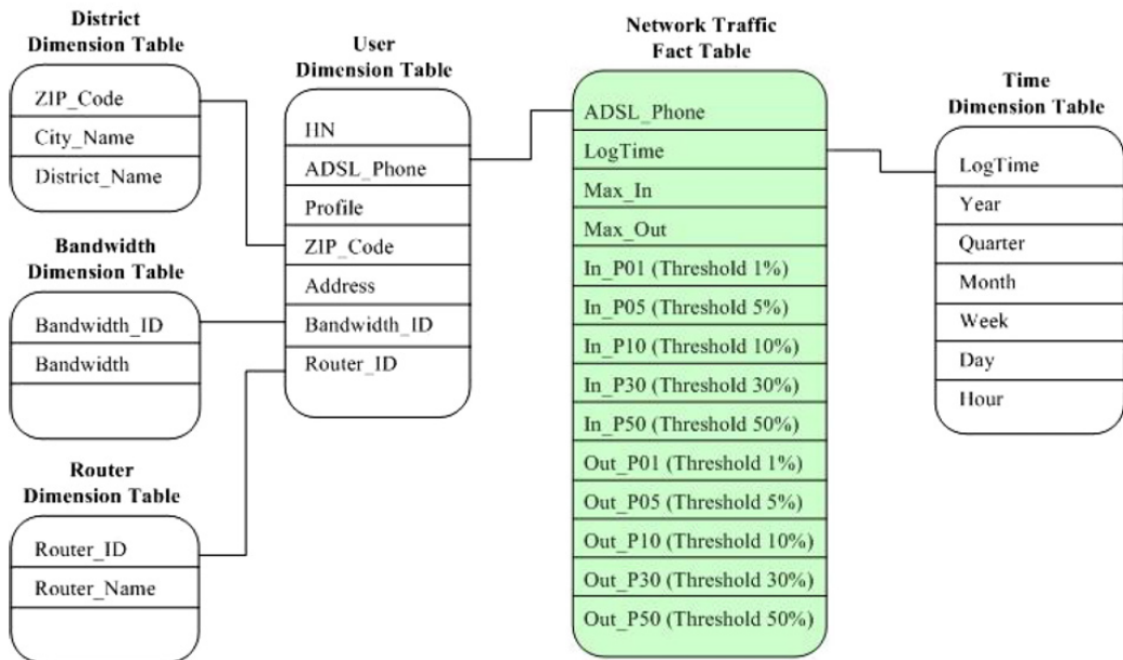 District
Dimension Table
ZIP_Code
City_Name
District_Name
Bandwidth
Dimension Table
Bandwidth_ID
Bandwidth
Router
Dimension Table
Router_ID
Router_Name
User
Dimension Table
HN
ADSL_Phone
Profile
ZIP_Code
Address
Bandwidth_ID
Router_ID
Network Traffic
Fact Table
ADSL_Phone
LogTime
Max_In
Max_Out
In_P01 (Threshold 1%)
In_P05 (Threshold 5%)
In_P10 (Threshold 10%)
In_P30 (Threshold 30%)
In_P50 (Threshold 50%)
Out_P01 (Threshold 1%)
Out_P05 (Threshold 5%)
Out_P10 (Threshold 10%)
Out_P30 (Threshold 30%)
Out_P50 (Threshold 50%)
Time
Dimension Table
LogTime
Year
Quarter
Month
Week
Day
Hour